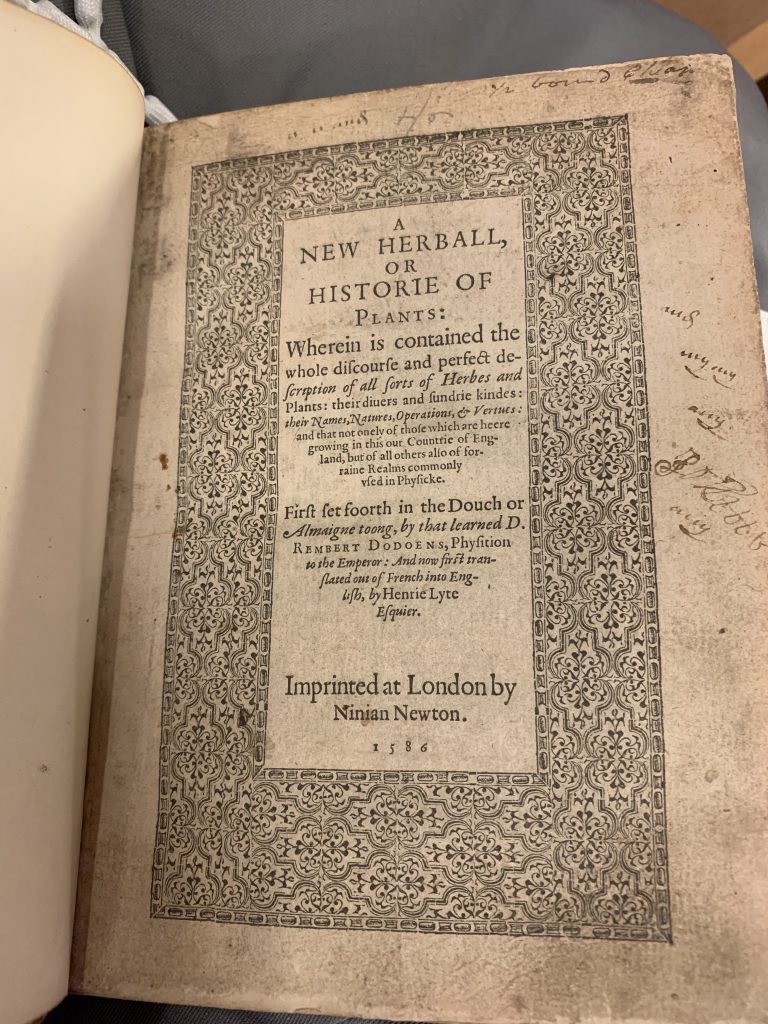 bound
A
NEW HERBALL,
OR
HISTORIE OF
PLANTS:
Wherein is contained the
whole diſcourſe and perfect de-
ſcription of all ſorts of Herbes and
Plants: their diuers and ſundrie kindes:
their Names, Natures, Operations, & Vertues:
and that not onely of thoſe which are heere
growing in this our Countrie of Eng-
land, but of all others alſo of for-
raine Realms commonly
vſed in Phyſicke.
Firſt ſet foorth in the Douch or
Almaigne toong, by that learned D.
REMBERT DODOENS, Phyſition
to the Emperor: And now firſt tran-
ſlated out of French into Eng-
liſh, by Henrie Lyte
Eſquier.
Imprinted at London by
Ninian Newton.
1586
my my
any
any